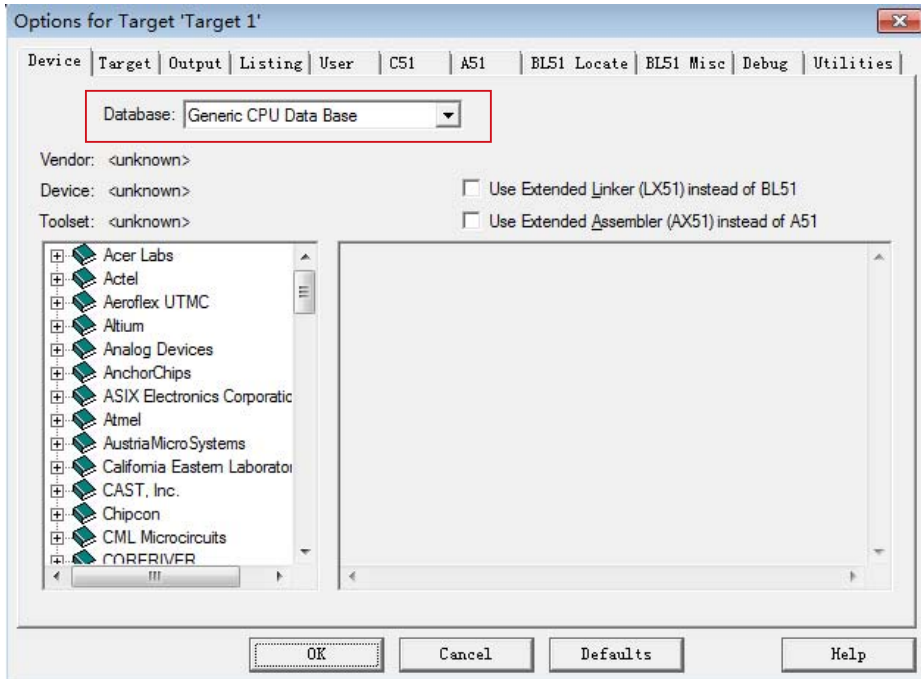 Options for Target 'Target 1'
Device Target Output Listing User C51 A51 BL51 Locate BL51 Misc Debug Utilities
Database: Generic CPU Data Base
Vendor: <unknown>
Device: <unknown>
Use Extended Linker (LX51) instead of BL51
Toolset: <unknown>
Use Extended Assembler (AX51) instead of A51
Acer Labs
Actel
Aeroflex UTMC
Altium
Analog Devices
AnchorChips
ASIX Electronics Corporatic
Atmel
AustriaMicroSystems
California Eastern Laborator
CAST, Inc.
Chipcon
CML Microcircuits
CORERIVER
OK Cancel Defaults Help